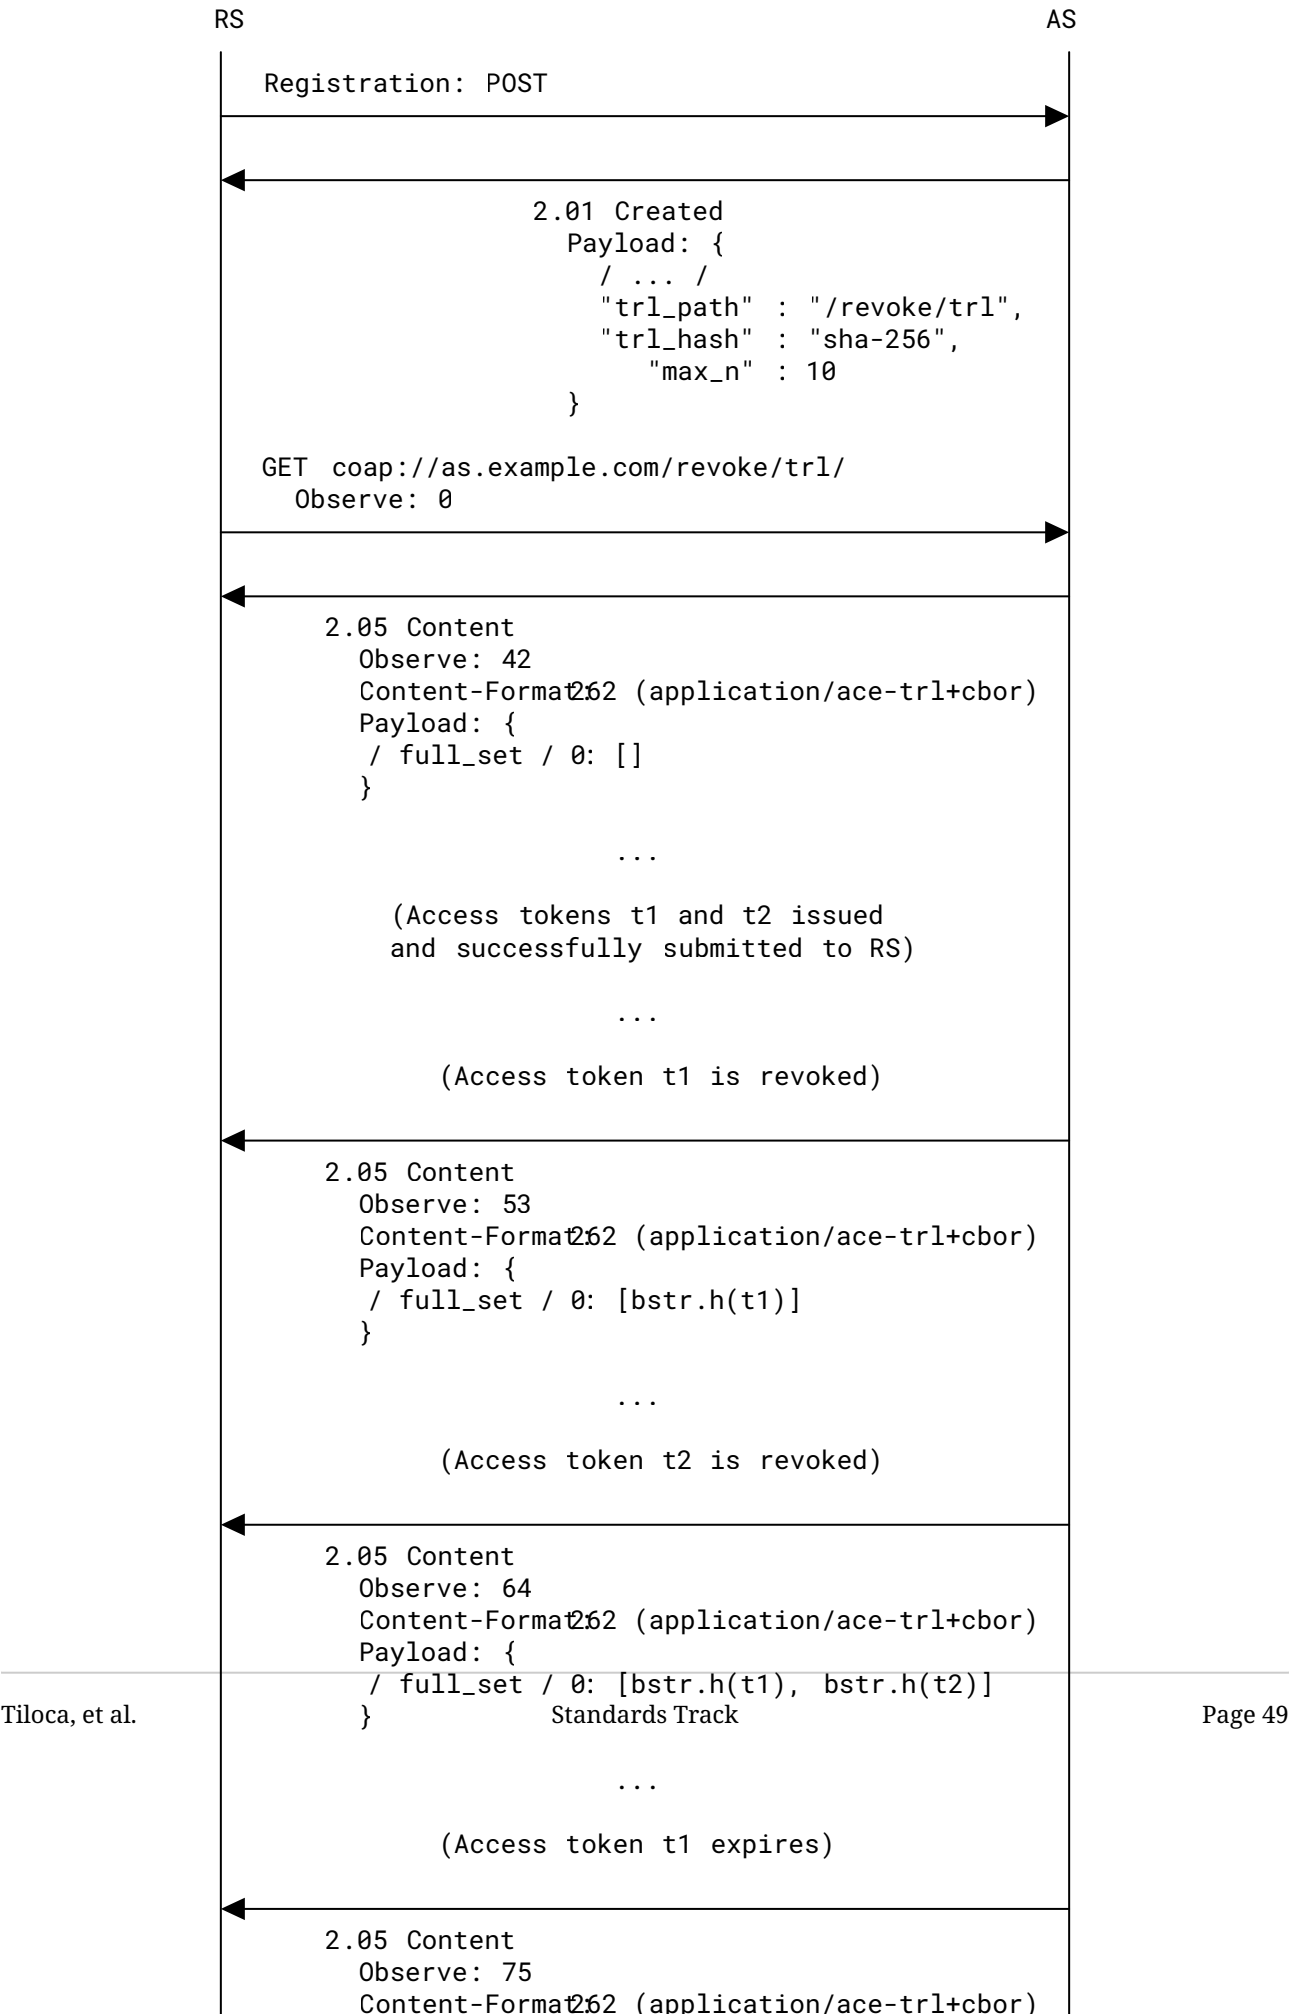 RS AS
Registration: POST
2.01 Created
Payload: {
/ ... /
"trl_path" : "/revoke/trl",
"trl_hash" : "sha-256",
"max_n" : 10
}
GET coap://as.example.com/revoke/trl/
Observe: 0
2.05 Content
Observe: 42
Content-Format: 262 (application/ace-trl+cbor)
Payload: {
/ full_set / 0: []
}
...
(Access tokens t1 and t2 issued
and successfully submitted to RS)
...
(Access token t1 is revoked)
2.05 Content
Observe: 53
Content-Format: 262 (application/ace-trl+cbor)
Payload: {
/ full_set / 0: [bstr.h(t1)]
}
...
(Access token t2 is revoked)
2.05 Content
Observe: 64
Content-Format: 262 (application/ace-trl+cbor)
Payload: {
/ full_set / 0: [bstr.h(t1), bstr.h(t2)]
}
Tiloca, et al. Standards Track Page 49
...
(Access token t1 expires)
2.05 Content
Observe: 75
Content-Format: 262 (application/ace-trl+cbor)